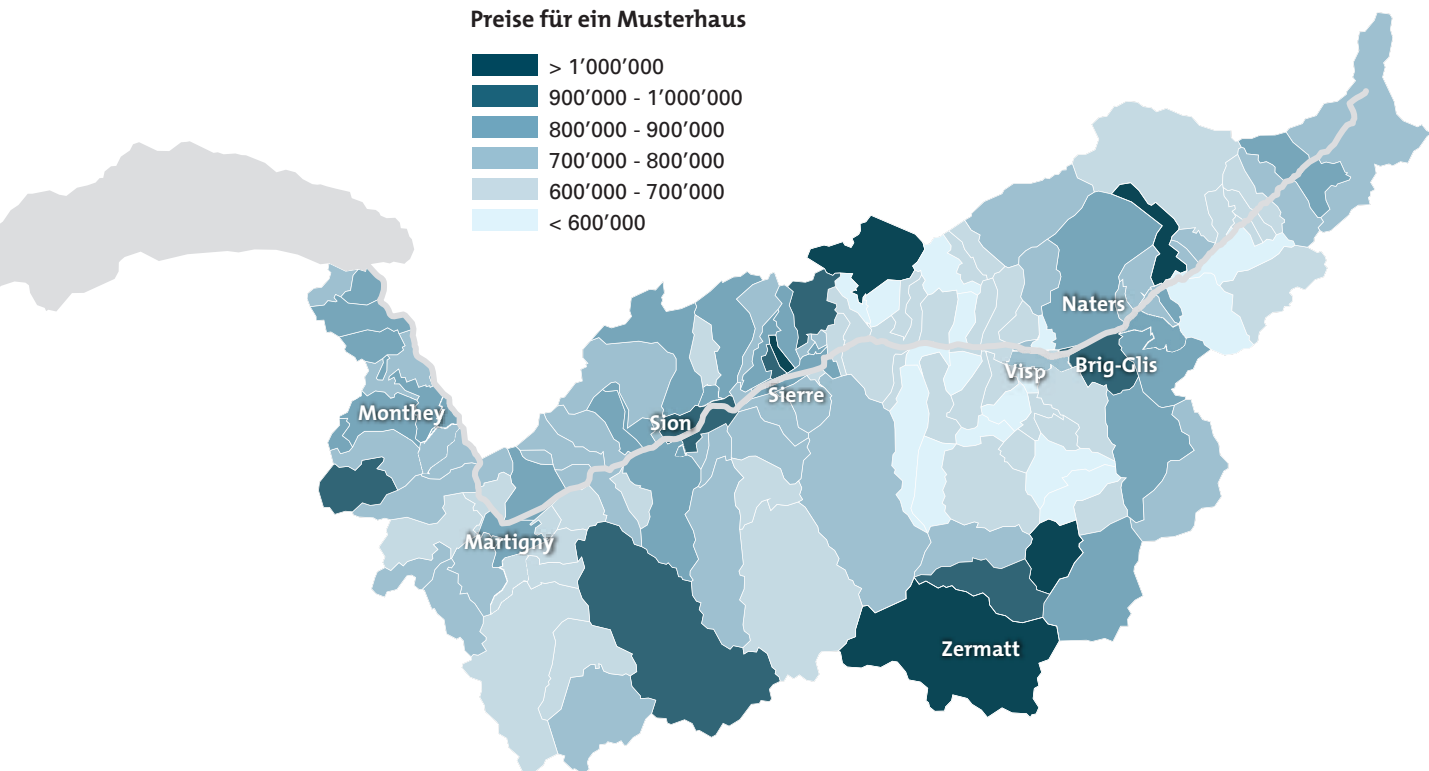 Preise für ein Musterhaus
> 1’000’000
900’000 - 1’000’000
800’000 - 900’000
700’000 - 800’000
600’000 - 700’000
< 600’000
Naters
Visp
Brig-Glis
Sierre
Monthey
Sion
Martigny
Zermatt